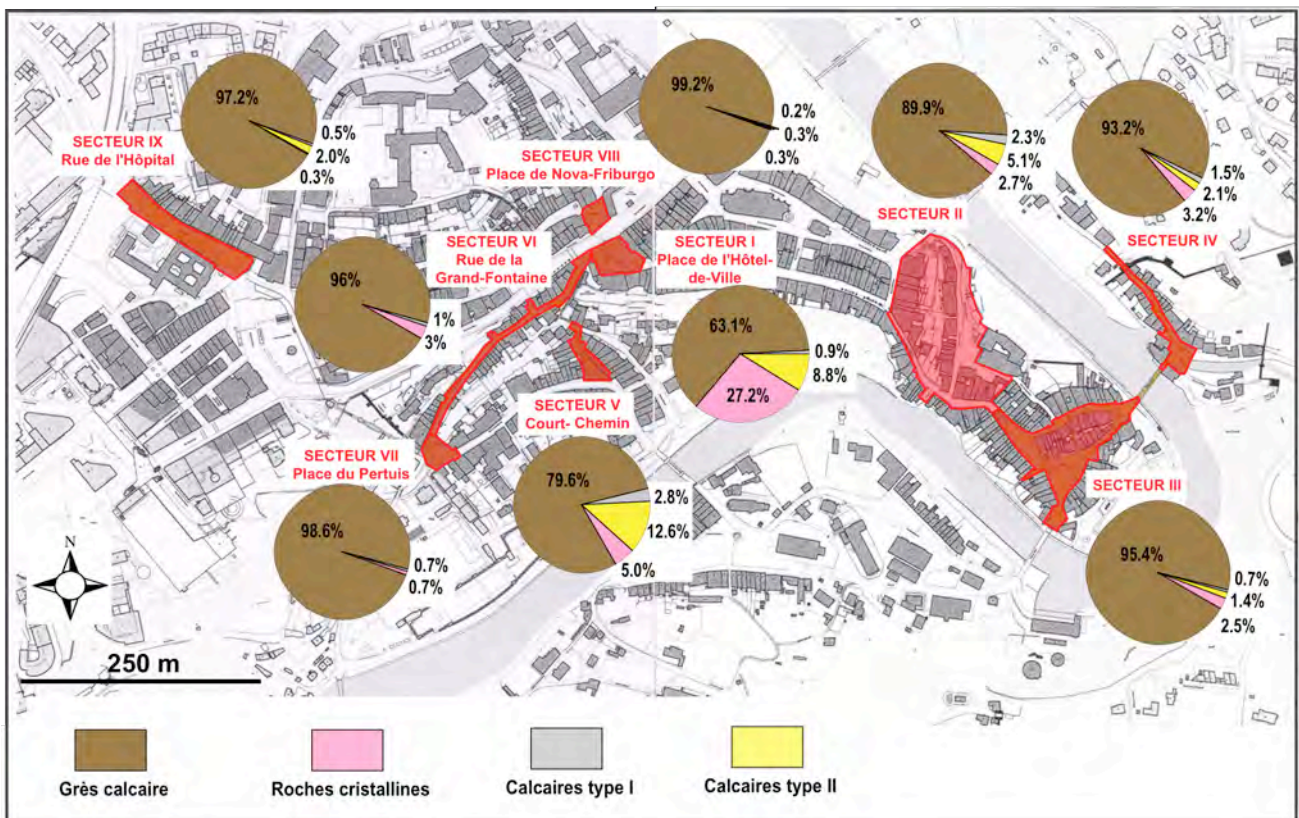 97.2%
0.5%
2.0%
0.3%
SECTEUR IX
Rue de l'Hôpital
99.2%
0.2%
0.3%
0.3%
SECTEUR VIII
Place de Nova-Friburgo
89.9%
2.3%
5.1%
2.7%
SECTEUR II
93.2%
1.5%
2.1%
3.2%
SECTEUR IV
96%
1%
3%
SECTEUR VI
Rue de la
Grand-Fontaine
SECTEUR I
Place de l'Hôtel-
de-Ville
63.1%
0.9%
8.8%
27.2%
SECTEUR V
Court- Chemin
79.6%
2.8%
12.6%
5.0%
SECTEUR VII
Place du Pertuis
98.6%
0.7%
0.7%
SECTEUR III
95.4%
0.7%
1.4%
2.5%
N
250 m
Grès calcaire
Roches cristallines
Calcaires type I
Calcaires type II